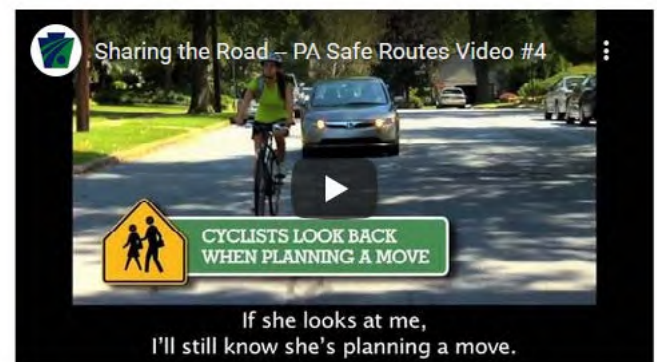 Sharing the Road – PA Safe Routes Video #4
CYCLISTS LOOK BACK
WHEN PLANNING A MOVE
If she looks at me,
I'll still know she's planning a move.